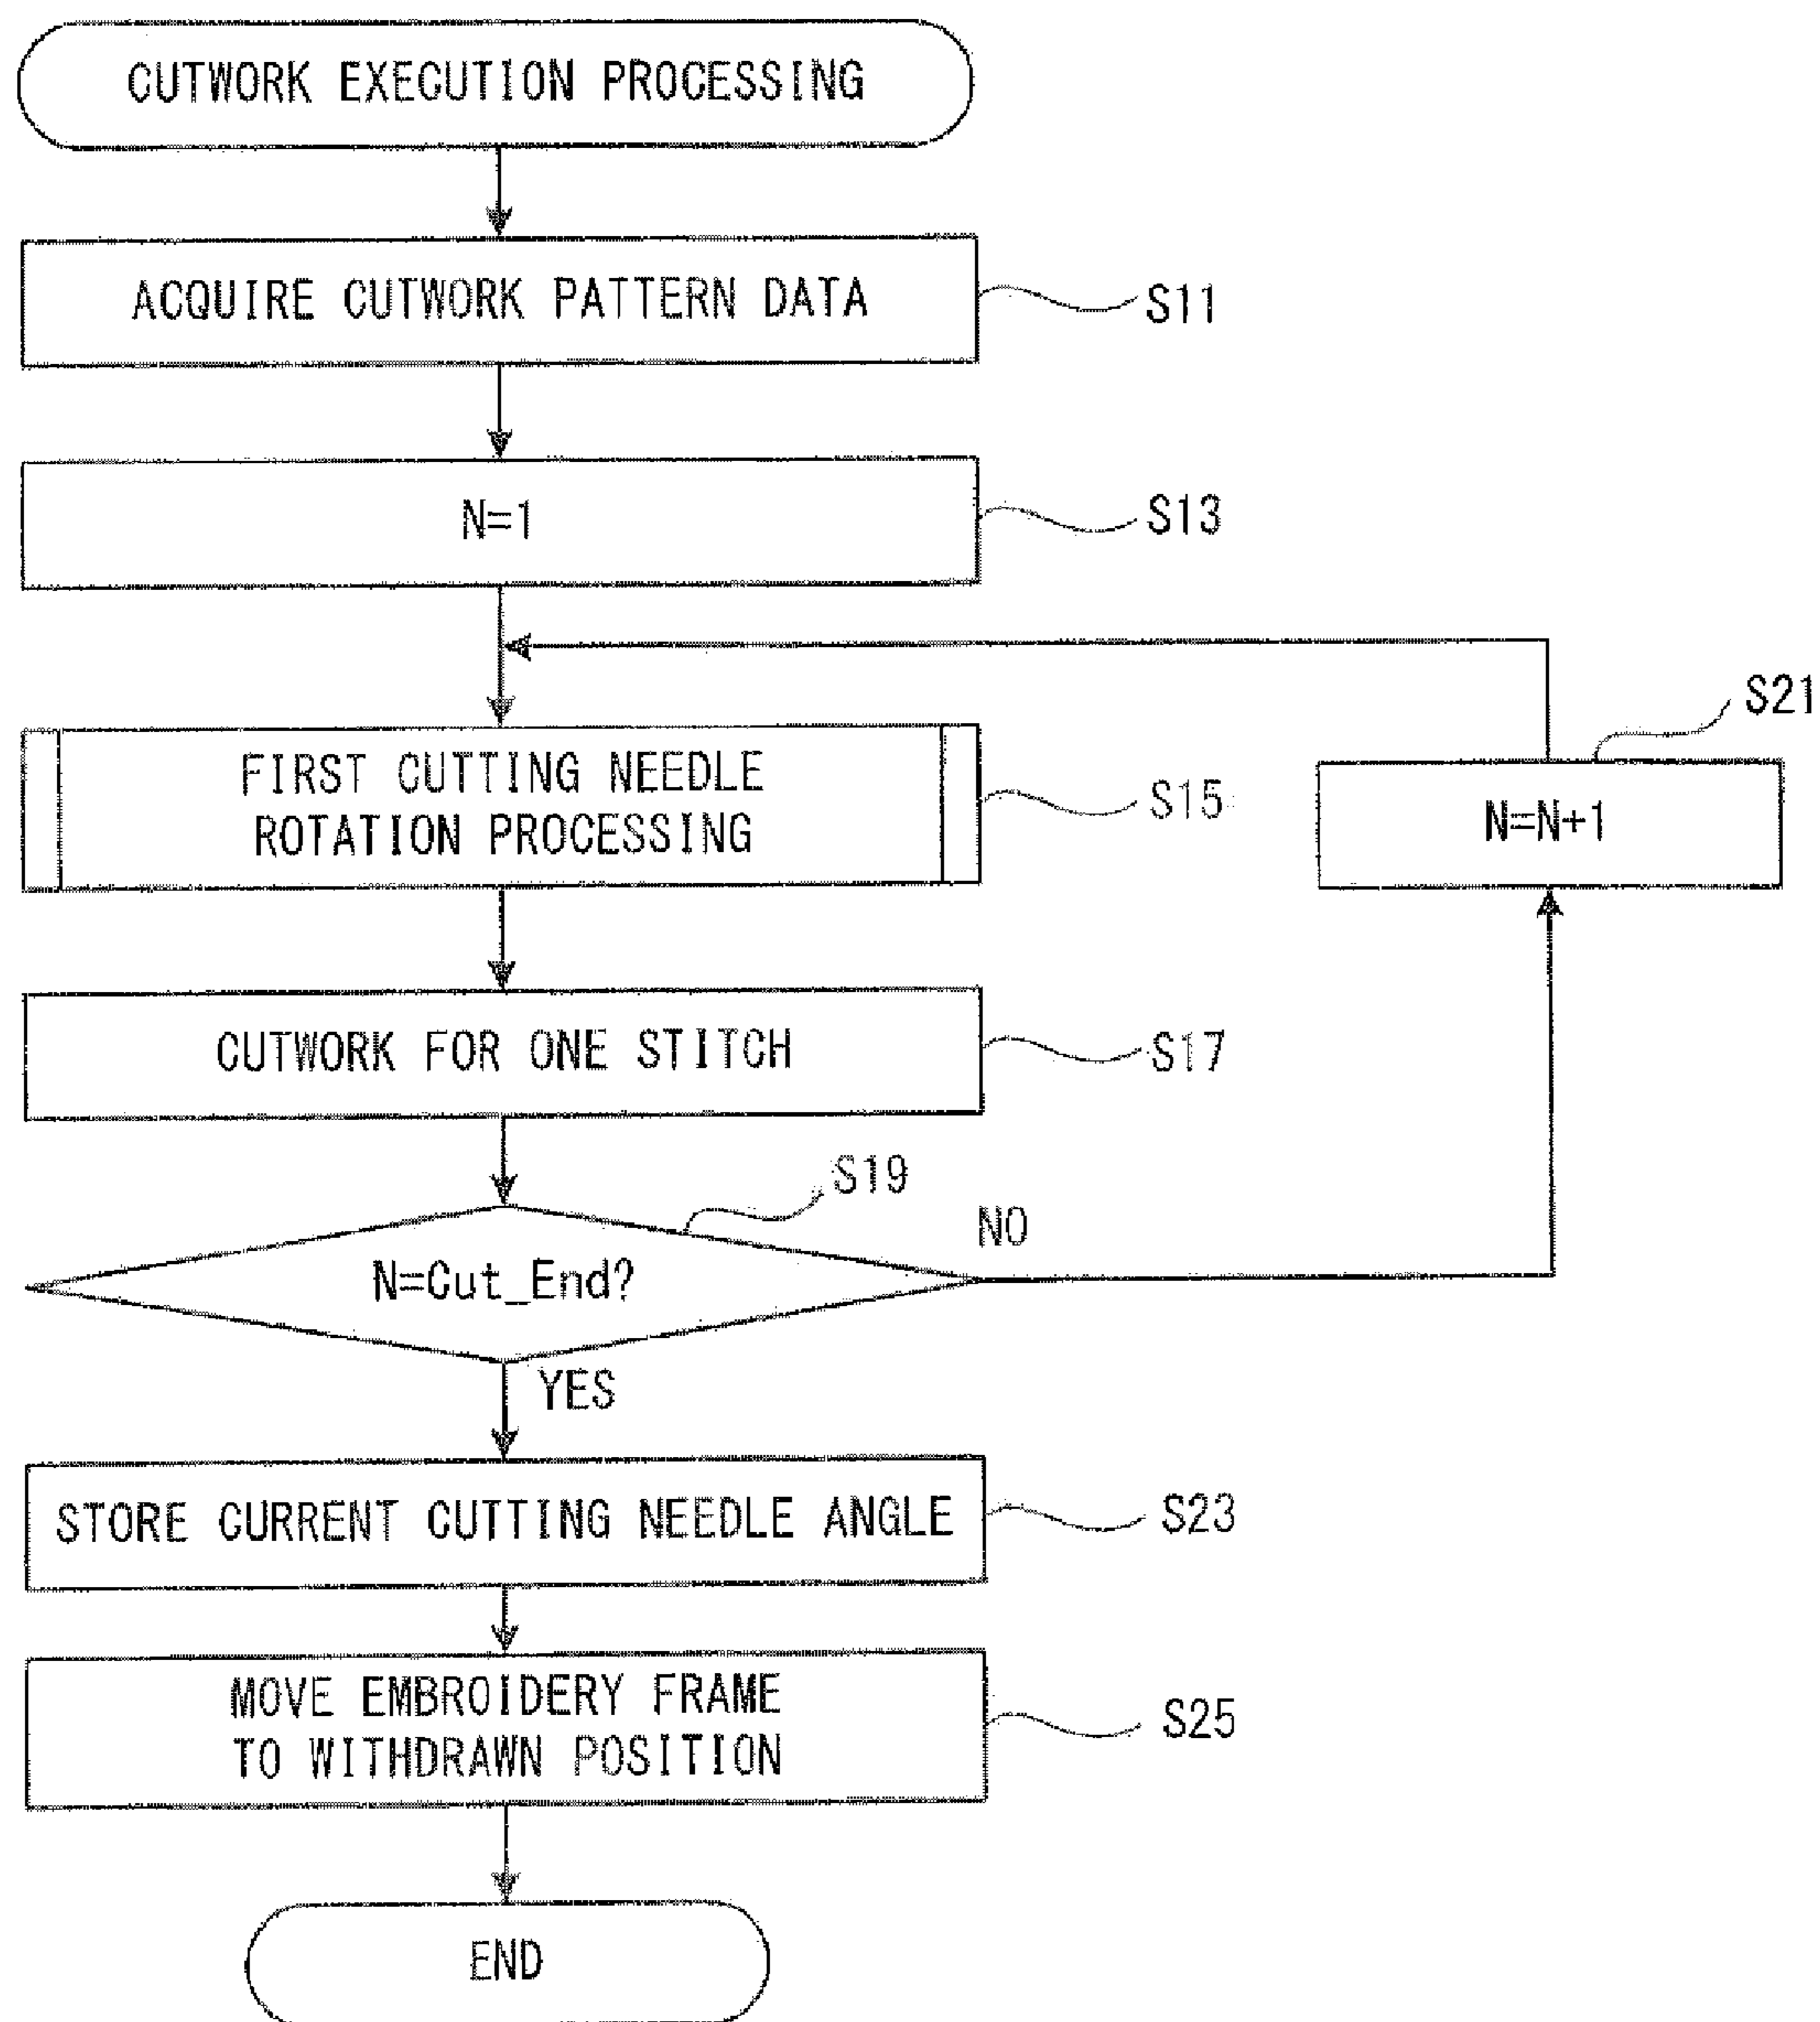 CUTWORK EXECUTION PROCESSING
ACQUIRE CUTWORK PATTERN DATA
S11
N=1
S13
FIRST CUTTING NEEDLE
ROTATION PROCESSING
S15
S21
N=N+1
CUTWORK FOR ONE STITCH
S17
S19
N=Cut_End?
NO
YES
STORE CURRENT CUTTING NEEDLE ANGLE
S23
MOVE EMBROIDERY FRAME
TO WITHDRAWN POSITION
S25
END